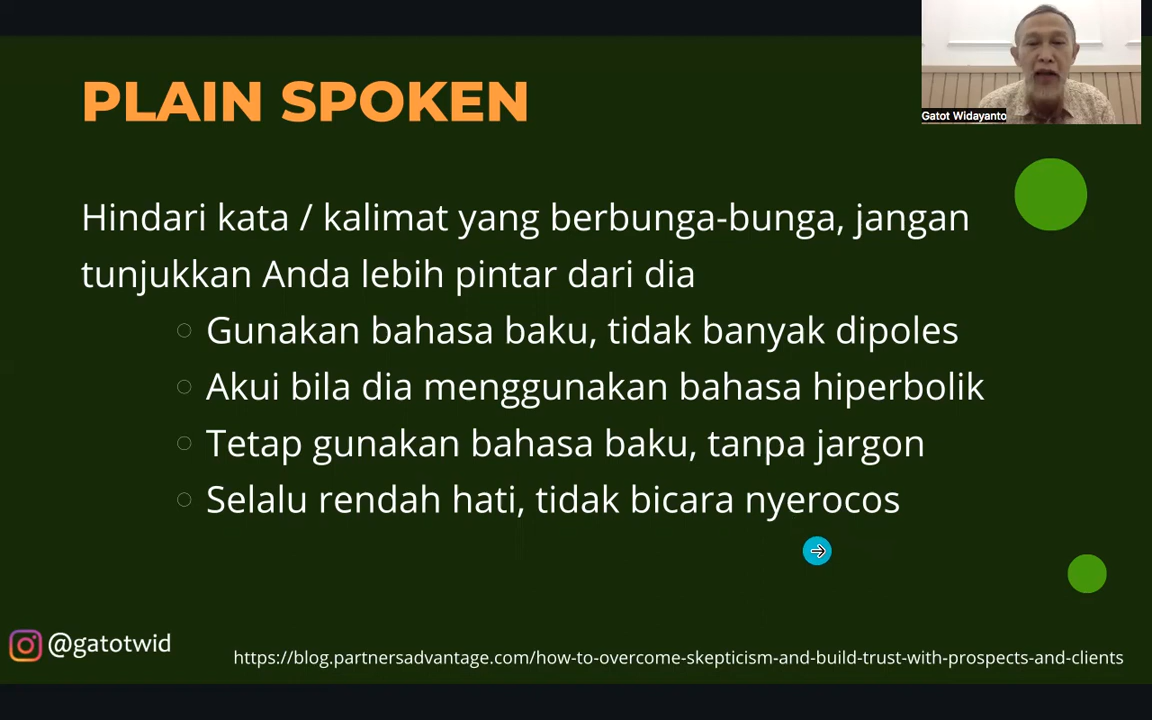 PLAIN SPOKEN
Gatot Widayanto
Hindari kata / kalimat yang berbunga-bunga, jangan
tunjukkan Anda lebih pintar dari dia
Gunakan bahasa baku, tidak banyak dipoles
Akui bila dia menggunakan bahasa hiperbolik
Tetap gunakan bahasa baku, tanpa jargon
Selalu rendah hati, tidak bicara nyerocos
@gatotwid
https://blog.partnersadvantage.com/how-to-overcome-skepticism-and-build-trust-with-prospects-and-clients